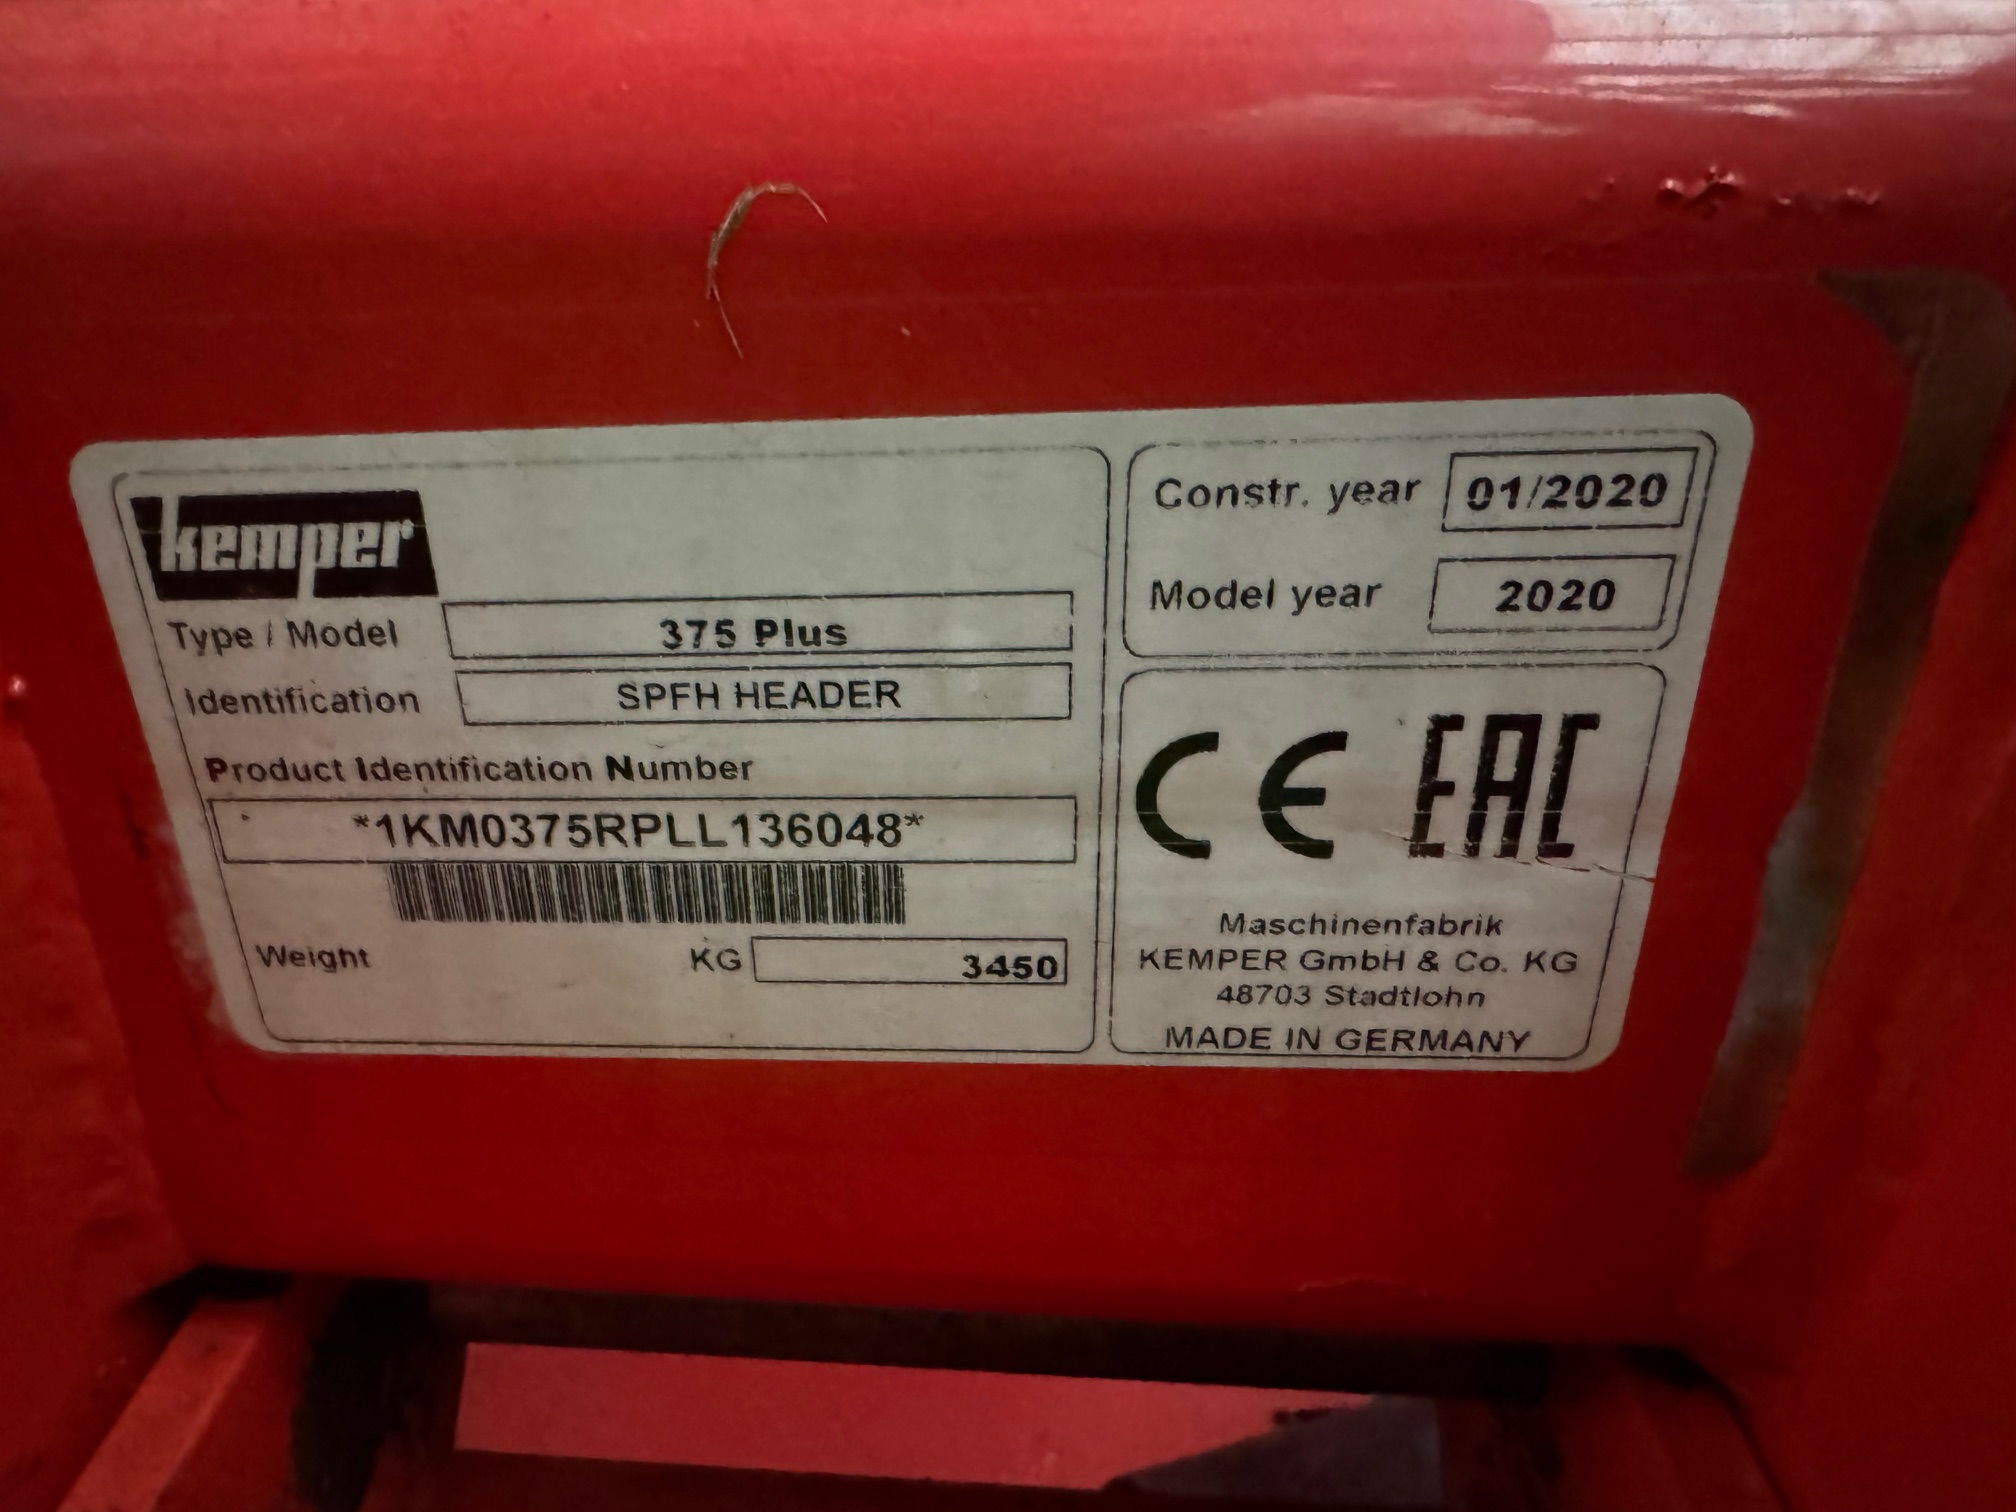 kemper
Type / Model 375 Plus
Identification SPFH HEADER
Product Identification Number
*1KM0375RPLL136048*
Weight KG 3450
Constr. year 01/2020
Model year 2020
CE EAC
Maschinenfabrik
KEMPER GmbH & Co. KG
48703 Stadtlohn
MADE IN GERMANY